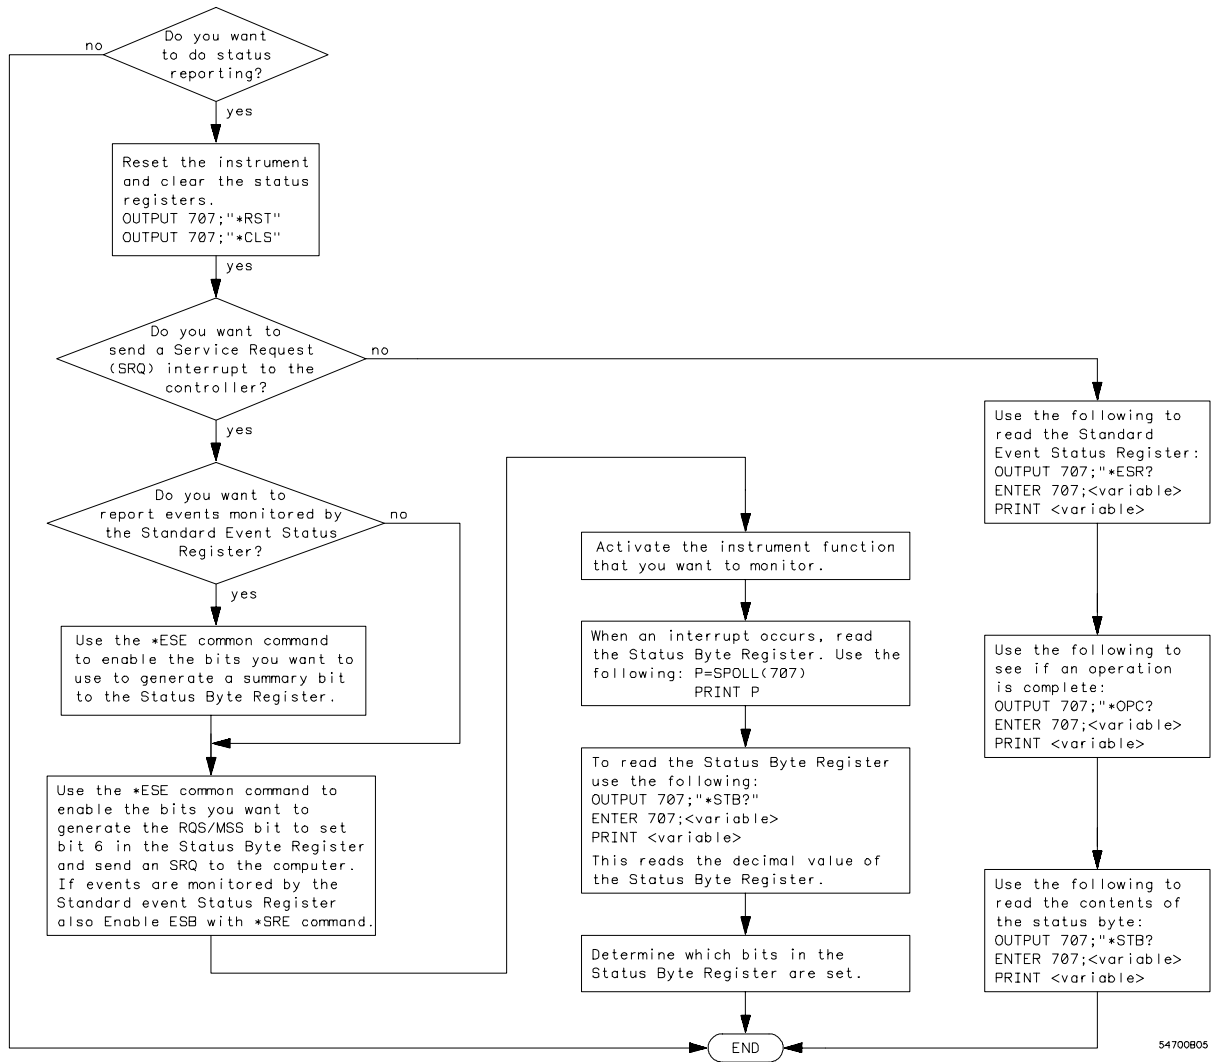 Do you want
to do status
reporting?
no
yes
Reset the instrument
and clear the status
registers.
OUTPUT 707;"*RST"
OUTPUT 707;"*CLS"
yes
Do you want to
send a Service Request
(SRQ) interrupt to the
controller?
no
yes
Do you want to
report events monitored by
the Standard Event Status
Register?
no
yes
Use the *ESE common command
to enable the bits you want to
use to generate a summary bit
to the Status Byte Register.
Use the *ESE common command to
enable the bits you want to
generate the RQS/MSS bit to set
bit 6 in the Status Byte Register
and send an SRQ to the computer.
If events are monitored by the
Standard event Status Register
also Enable ESB with *SRE command.
Activate the instrument function
that you want to monitor.
When an interrupt occurs, read
the Status Byte Register. Use the
following: P=SPOLL(707)
PRINT P
To read the Status Byte Register
use the following:
OUTPUT 707;"*STB?"
ENTER 707;<variable>
PRINT <variable>
This reads the decimal value of
the Status Byte Register.
Determine which bits in the
Status Byte Register are set.
Use the following to
read the Standard
Event Status Register:
OUTPUT 707;"*ESR?
ENTER 707;<variable>
PRINT <variable>
Use the following to
see if an operation
is complete:
OUTPUT 707;"*OPC?
ENTER 707;<variable>
PRINT <variable>
Use the following to
read the contents of
the status byte:
OUTPUT 707;"*STB?
ENTER 707;<variable>
PRINT <variable>
END
54700B05